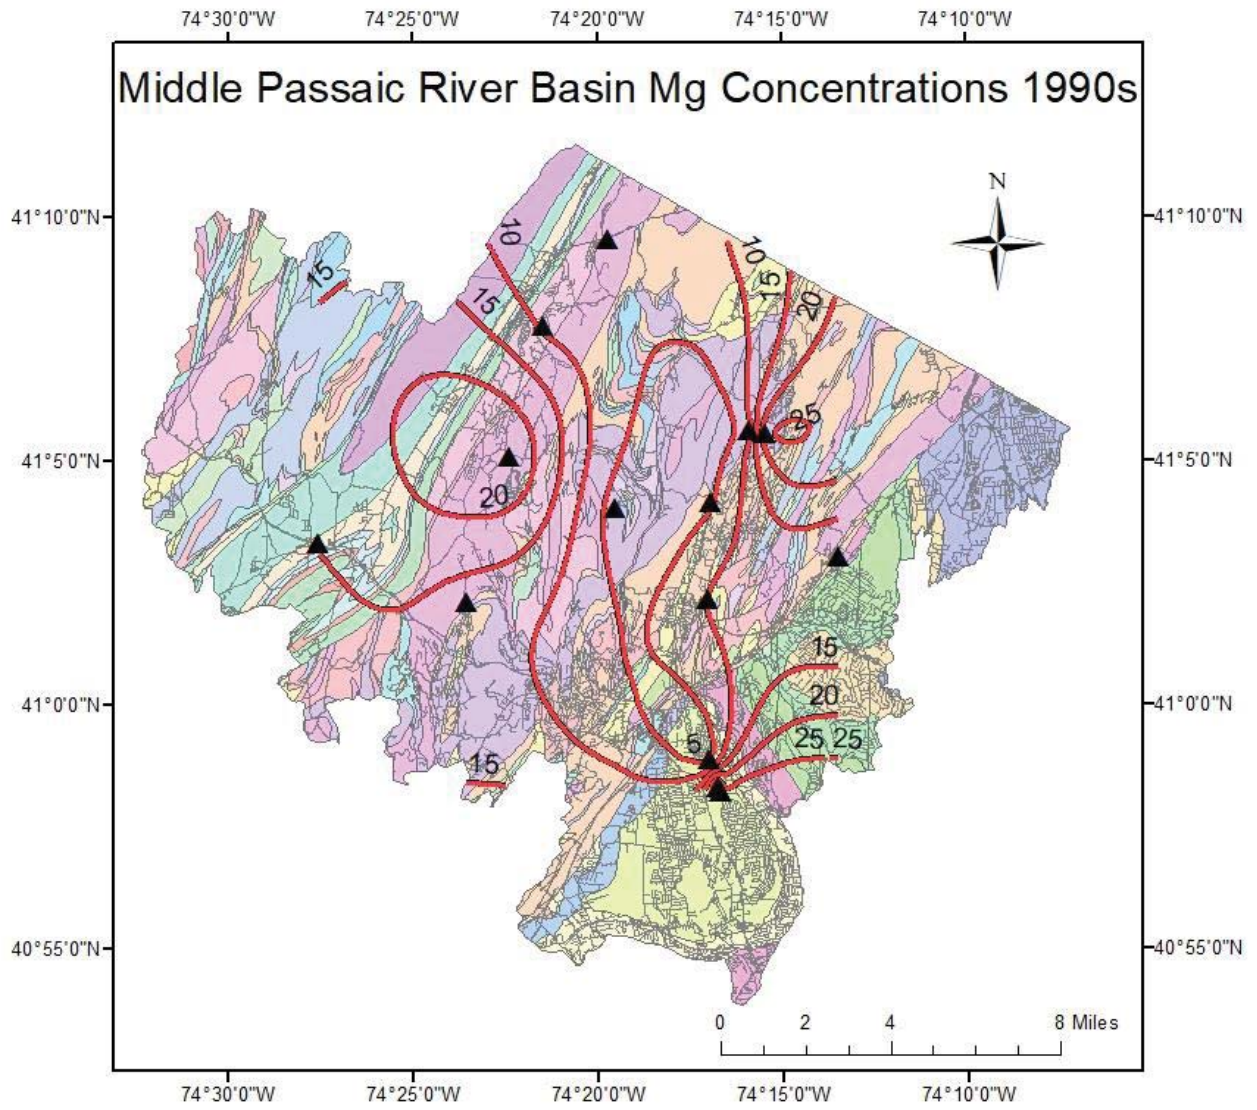 74°30'0"W 74°25'0"W 74°20'0"W 74°15'0"W 74°10'0"W
Middle Passaic River Basin Mg Concentrations 1990s
N
41°10'0"N 41°10'0"N
10
10
15
15
15
20
25
41°5'0"N 41°5'0"N
20
15
41°0'0"N 41°0'0"N
20
5 25 25
15
40°55'0"N 40°55'0"N
0 2 4 8 Miles
74°30'0"W 74°25'0"W 74°20'0"W 74°15'0"W 74°10'0"W